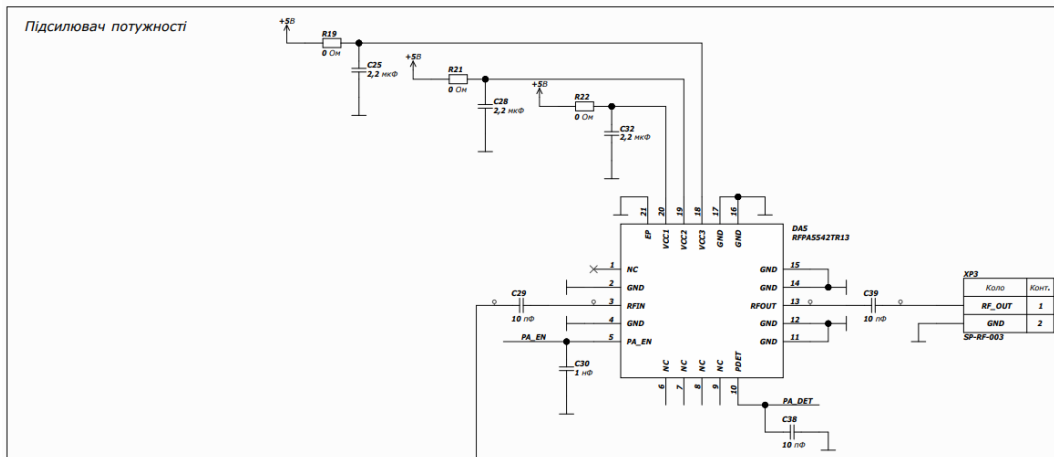 Підсилювач потужності
+5В
R19
0 Ом
C25
2,2 мкФ
+5В
R21
0 Ом
C28
2,2 мкФ
+5В
R22
0 Ом
C32
2,2 мкФ
21
20
19
18
17
16
EP
VCC1
VCC2
VCC3
GND
GND
DA5
RFPA5542TR13
1
NC
2
GND
C29
10 пФ
3
RFIN
4
GND
PA_EN
5
PA_EN
C30
1 нФ
GND
15
GND
14
RFOUT
13
GND
12
GND
11
C39
10 пФ
XP3
Коло
Конт.
RF_OUT
1
GND
2
SP-RF-003
NC
NC
NC
NC
PDET
6
7
8
9
10
PA_DET
C38
10 пФ